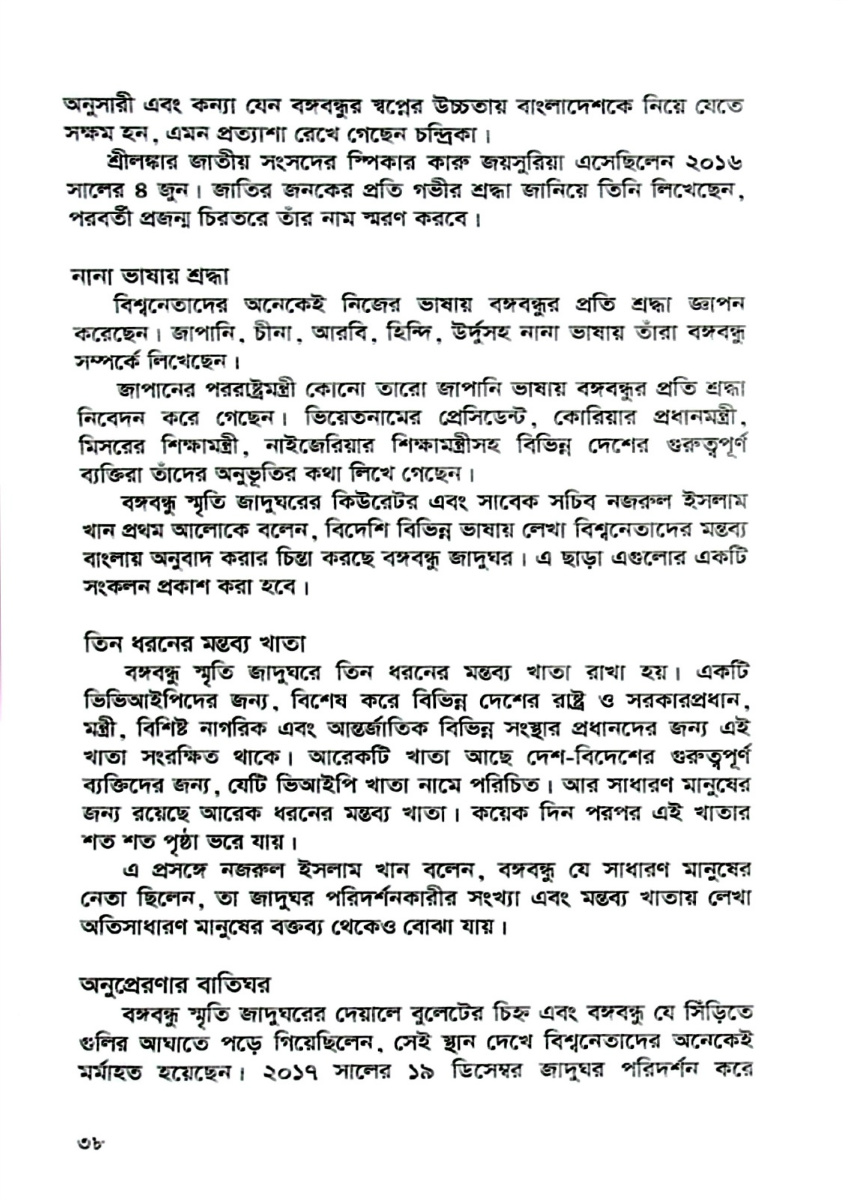 অনুসারী এবং কন্যা যেন বঙ্গবন্ধুর স্বপ্নের উচ্চতায় বাংলাদেশকে নিয়ে যেতে
সক্ষম হন, এমন প্রত্যাশা রেখে গেছেন চন্দ্রিকা।
শ্রীলঙ্কার জাতীয় সংসদের স্পিকার কারু জয়সুরিয়া এসেছিলেন ২০১৬
সালের ৪ জুন। জাতির জনকের প্রতি গভীর শ্রদ্ধা জানিয়ে তিনি লিখেছেন,
পরবর্তী প্রজন্ম চিরতরে তাঁর নাম স্মরণ করবে।
নানা ভাষায় শ্রদ্ধা
বিশ্বনেতাদের অনেকেই নিজের ভাষায় বঙ্গবন্ধুর প্রতি শ্রদ্ধা জ্ঞাপন
করেছেন। জাপানি, চীনা, আরবি, হিন্দি, উর্দুসহ নানা ভাষায় তাঁরা বঙ্গবন্ধু
সম্পর্কে লিখেছেন।
জাপানের পররাষ্ট্রমন্ত্রী কোনো তারো জাপানি ভাষায় বঙ্গবন্ধুর প্রতি শ্রদ্ধা
নিবেদন করে গেছেন। ভিয়েতনামের প্রেসিডেন্ট, কোরিয়ার প্রধানমন্ত্রী,
মিসরের শিক্ষামন্ত্রী, নাইজেরিয়ার শিক্ষামন্ত্রীসহ বিভিন্ন দেশের গুরুত্বপূর্ণ
ব্যক্তিরা তাঁদের অনুভূতির কথা লিখে গেছেন।
বঙ্গবন্ধু স্মৃতি জাদুঘরের কিউরেটর এবং সাবেক সচিব নজরুল ইসলাম
খান প্রথম আলোকে বলেন, বিদেশি বিভিন্ন ভাষায় লেখা বিশ্বনেতাদের মন্তব্য
বাংলায় অনুবাদ করার চিন্তা করছে বঙ্গবন্ধু জাদুঘর। এ ছাড়া এগুলোর একটি
সংকলন প্রকাশ করা হবে।
তিন ধরনের মন্তব্য খাতা
বঙ্গবন্ধু স্মৃতি জাদুঘরে তিন ধরনের মন্তব্য খাতা রাখা হয়। একটি
ভিভিআইপিদের জন্য, বিশেষ করে বিভিন্ন দেশের রাষ্ট্র ও সরকারপ্রধান,
মন্ত্রী, বিশিষ্ট নাগরিক এবং আন্তর্জাতিক বিভিন্ন সংস্থার প্রধানদের জন্য এই
খাতা সংরক্ষিত থাকে। আরেকটি খাতা আছে দেশ-বিদেশের গুরুত্বপূর্ণ
ব্যক্তিদের জন্য, যেটি ভিআইপি খাতা নামে পরিচিত। আর সাধারণ মানুষের
জন্য রয়েছে আরেক ধরনের মন্তব্য খাতা। কয়েক দিন পরপর এই খাতার
শত শত পৃষ্ঠা ভরে যায়।
এ প্রসঙ্গে নজরুল ইসলাম খান বলেন, বঙ্গবন্ধু যে সাধারণ মানুষের
নেতা ছিলেন, তা জাদুঘর পরিদর্শনকারীর সংখ্যা এবং মন্তব্য খাতায় লেখা
অতিসাধারণ মানুষের বক্তব্য থেকেও বোঝা যায়।
অনুপ্রেরণার বাতিঘর
বঙ্গবন্ধু স্মৃতি জাদুঘরের দেয়ালে বুলেটের চিহ্ন এবং বঙ্গবন্ধু যে সিঁড়িতে
গুলির আঘাতে পড়ে গিয়েছিলেন, সেই স্থান দেখে বিশ্বনেতাদের অনেকেই
মর্মাহত হয়েছেন। ২০১৭ সালের ১৯ ডিসেম্বর জাদুঘর পরিদর্শন করে
৩৮